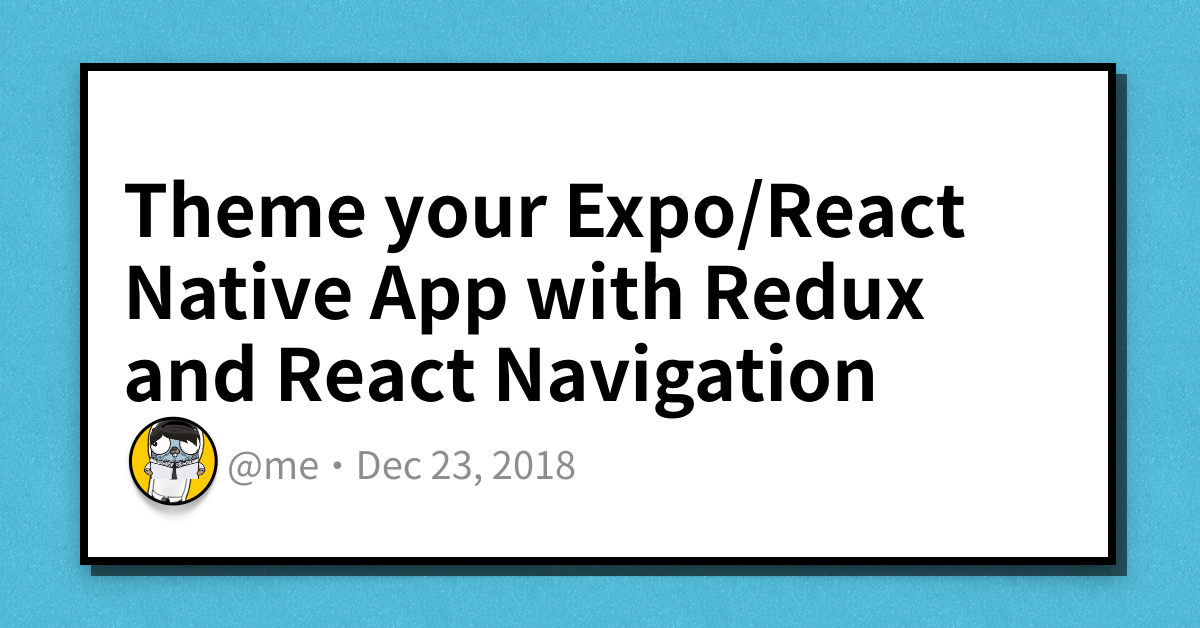 Theme your Expo/React
Native App with Redux
and React Navigation
@me・Dec 23, 2018